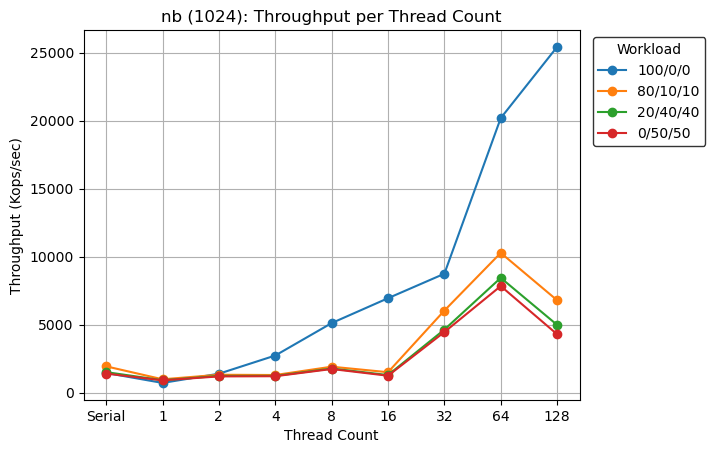 nb (1024): Throughput per Thread Count
Throughput (Kops/sec)
25000
20000
15000
10000
5000
0
Serial 1 2 4 8 16 32 64 128
Thread Count
Workload
100/0/0
80/10/10
20/40/40
0/50/50